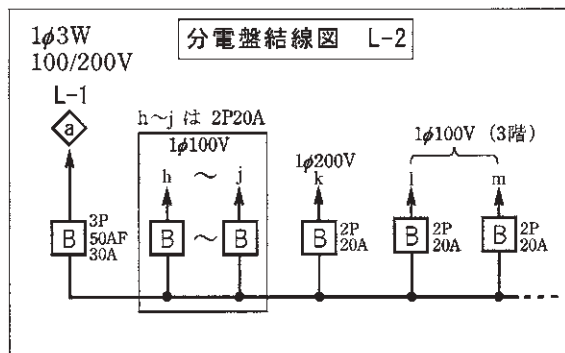 1φ3W
100/200V
分電盤結線図 L-2
L-1
a
h～j は 2P20A
1φ100V
h ～ j
1φ200V
k
1φ100V (3階)
l
m
B
3P
50AF
30A
B ～ B
B
2P
20A
B
2P
20A
B
2P
20A